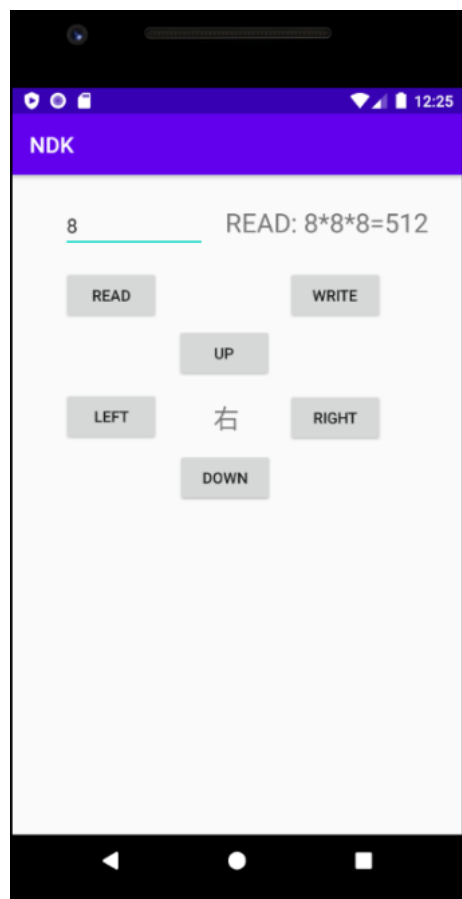 12:25
NDK
8 READ: 8*8*8=512
READ WRITE
UP
LEFT 右 RIGHT
DOWN